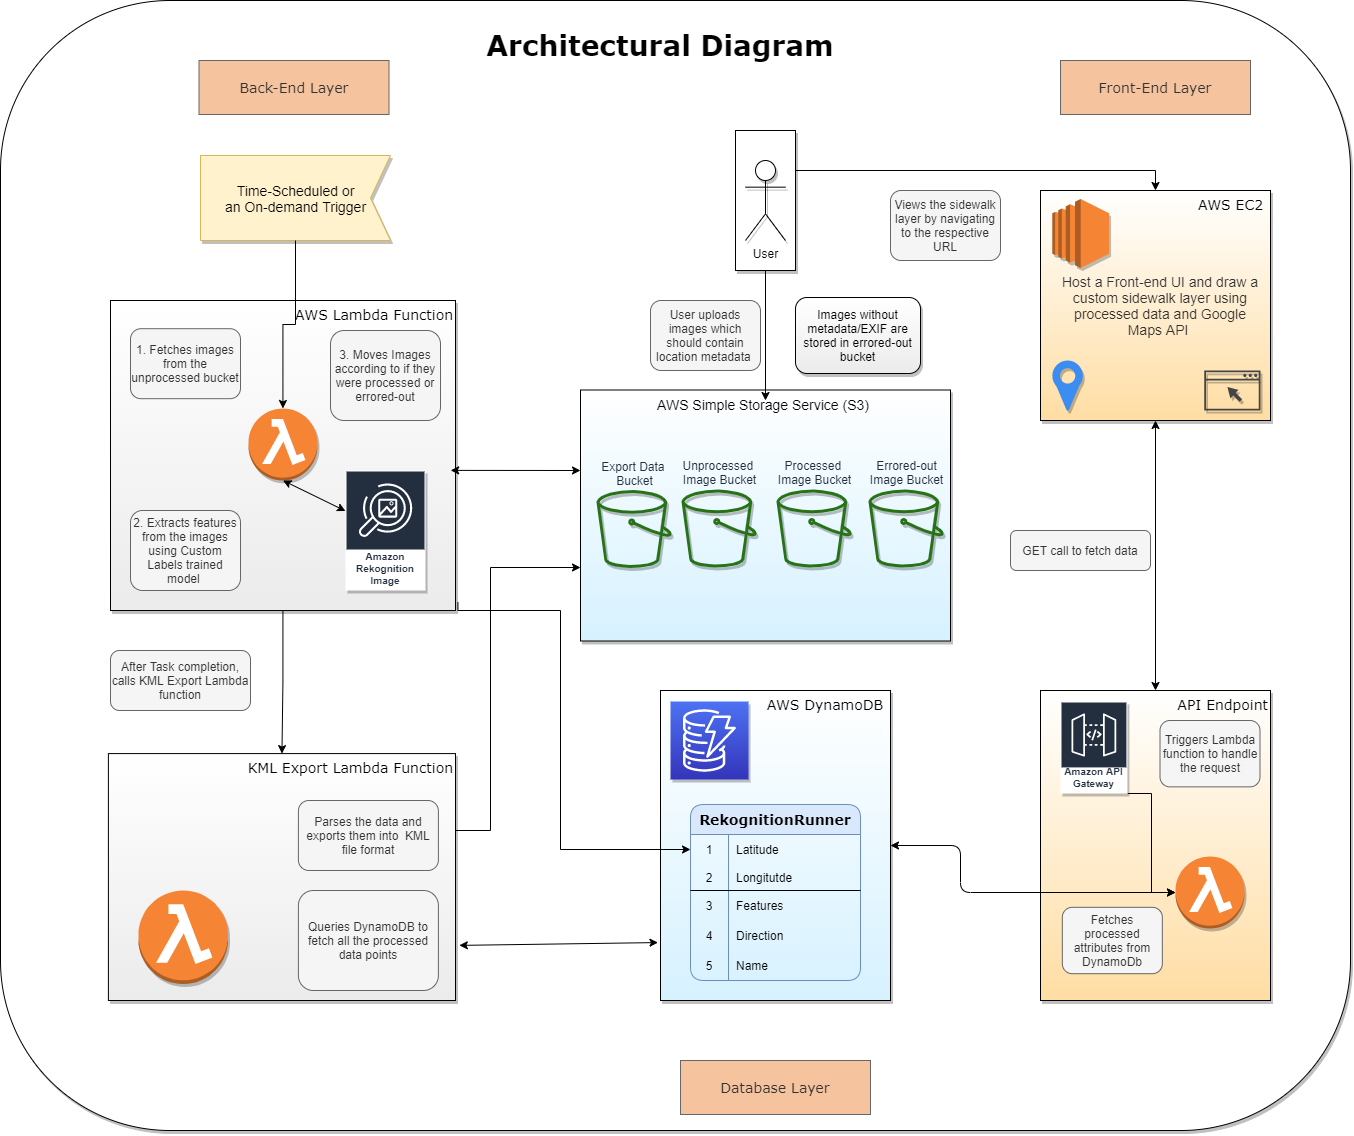 Architectural Diagram
Back-End Layer
Front-End Layer
Time-Scheduled or
an On-demand Trigger
User
Views the sidewalk
layer by navigating
to the respective
URL
AWS EC2
Host a Front-end UI and draw a
custom sidewalk layer using
processed data and Google
Maps API
AWS Lambda Function
1. Fetches images
from the
unprocessed bucket
3. Moves Images
according to if they
were processed or
errored-out
2. Extracts features
from the images
using Custom
Labels trained
model
Amazon
Rekognition
Image
User uploads
images which
should contain
location metadata
Images without
metadata/EXIF are
stored in errored-out
bucket
AWS Simple Storage Service (S3)
Export Data
Bucket
Unprocessed
Image Bucket
Processed
Image Bucket
Errored-out
Image Bucket
GET call to fetch data
After Task completion,
calls KML Export Lambda
function
KML Export Lambda Function
Parses the data and
exports them into KML
file format
Queries DynamoDB to
fetch all the processed
data points
AWS DynamoDB
RekognitionRunner
1 Latitude
2 Longitutde
3 Features
4 Direction
5 Name
API Endpoint
Amazon API
Gateway
Triggers Lambda
function to handle
the request
Fetches
processed
attributes from
DynamoDb
Database Layer